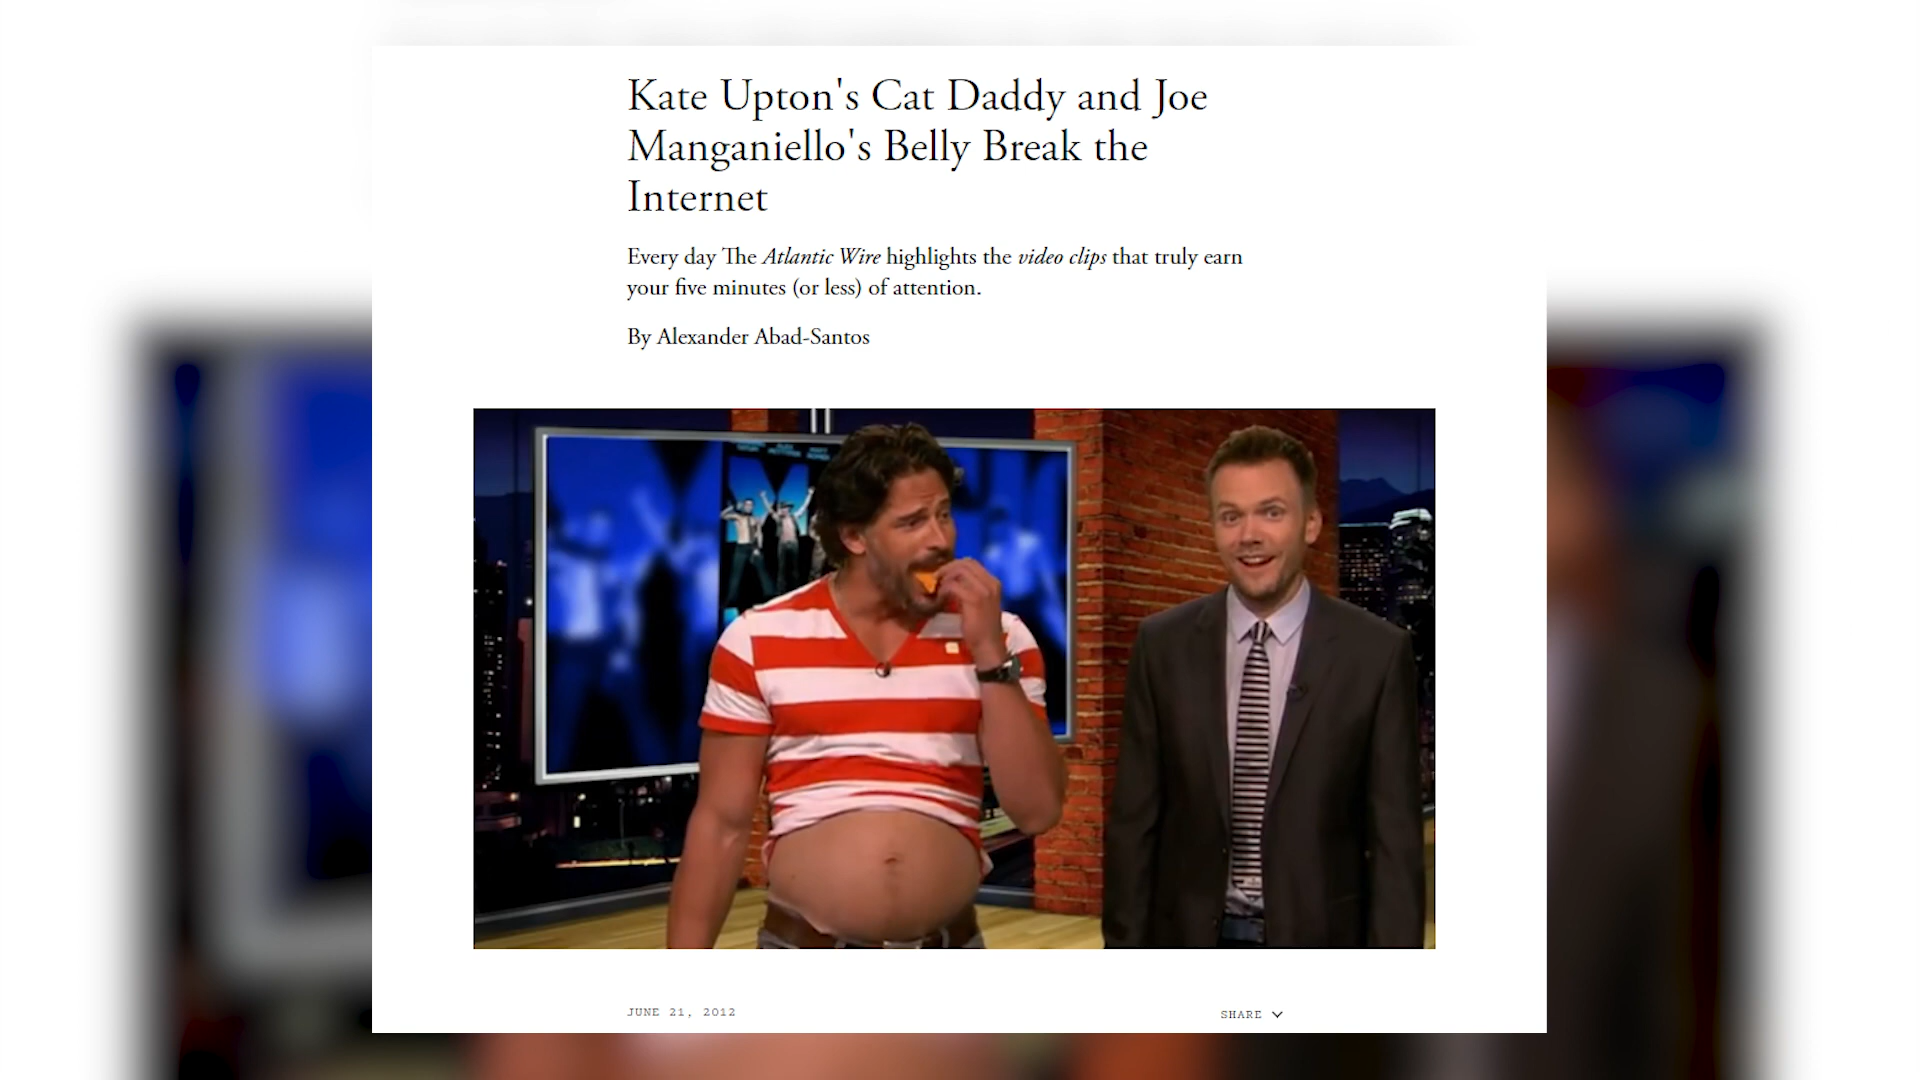 Kate Upton's Cat Daddy and Joe
Manganiello's Belly Break the
Internet
Every day The Atlantic Wire highlights the video clips that truly earn
your five minutes (or less) of attention.
By Alexander Abad-Santos
JUNE 21, 2012
SHARE